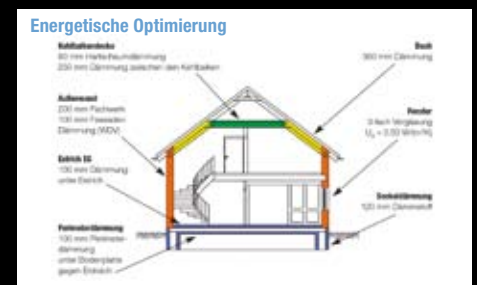 Energetische Optimierung
Kehlbalkendecke
60 mm Hartschaumdämmung
200 mm Dämmung zwischen den Kehlbalken
Dach
360 mm Dämmung
Außenwand
200 mm Fachwerk
100 mm Fassaden
Dämmung (WDV)
Fenster
3-fach Verglasung
Estrich EG
100 mm Dämmung
unter Estrich
Sockeldämmung
120 mm Dämmstoff
Perimeterdämmung
100 mm Perimeter-
dämmung
unter Bodenplatte
gegen Erdreich